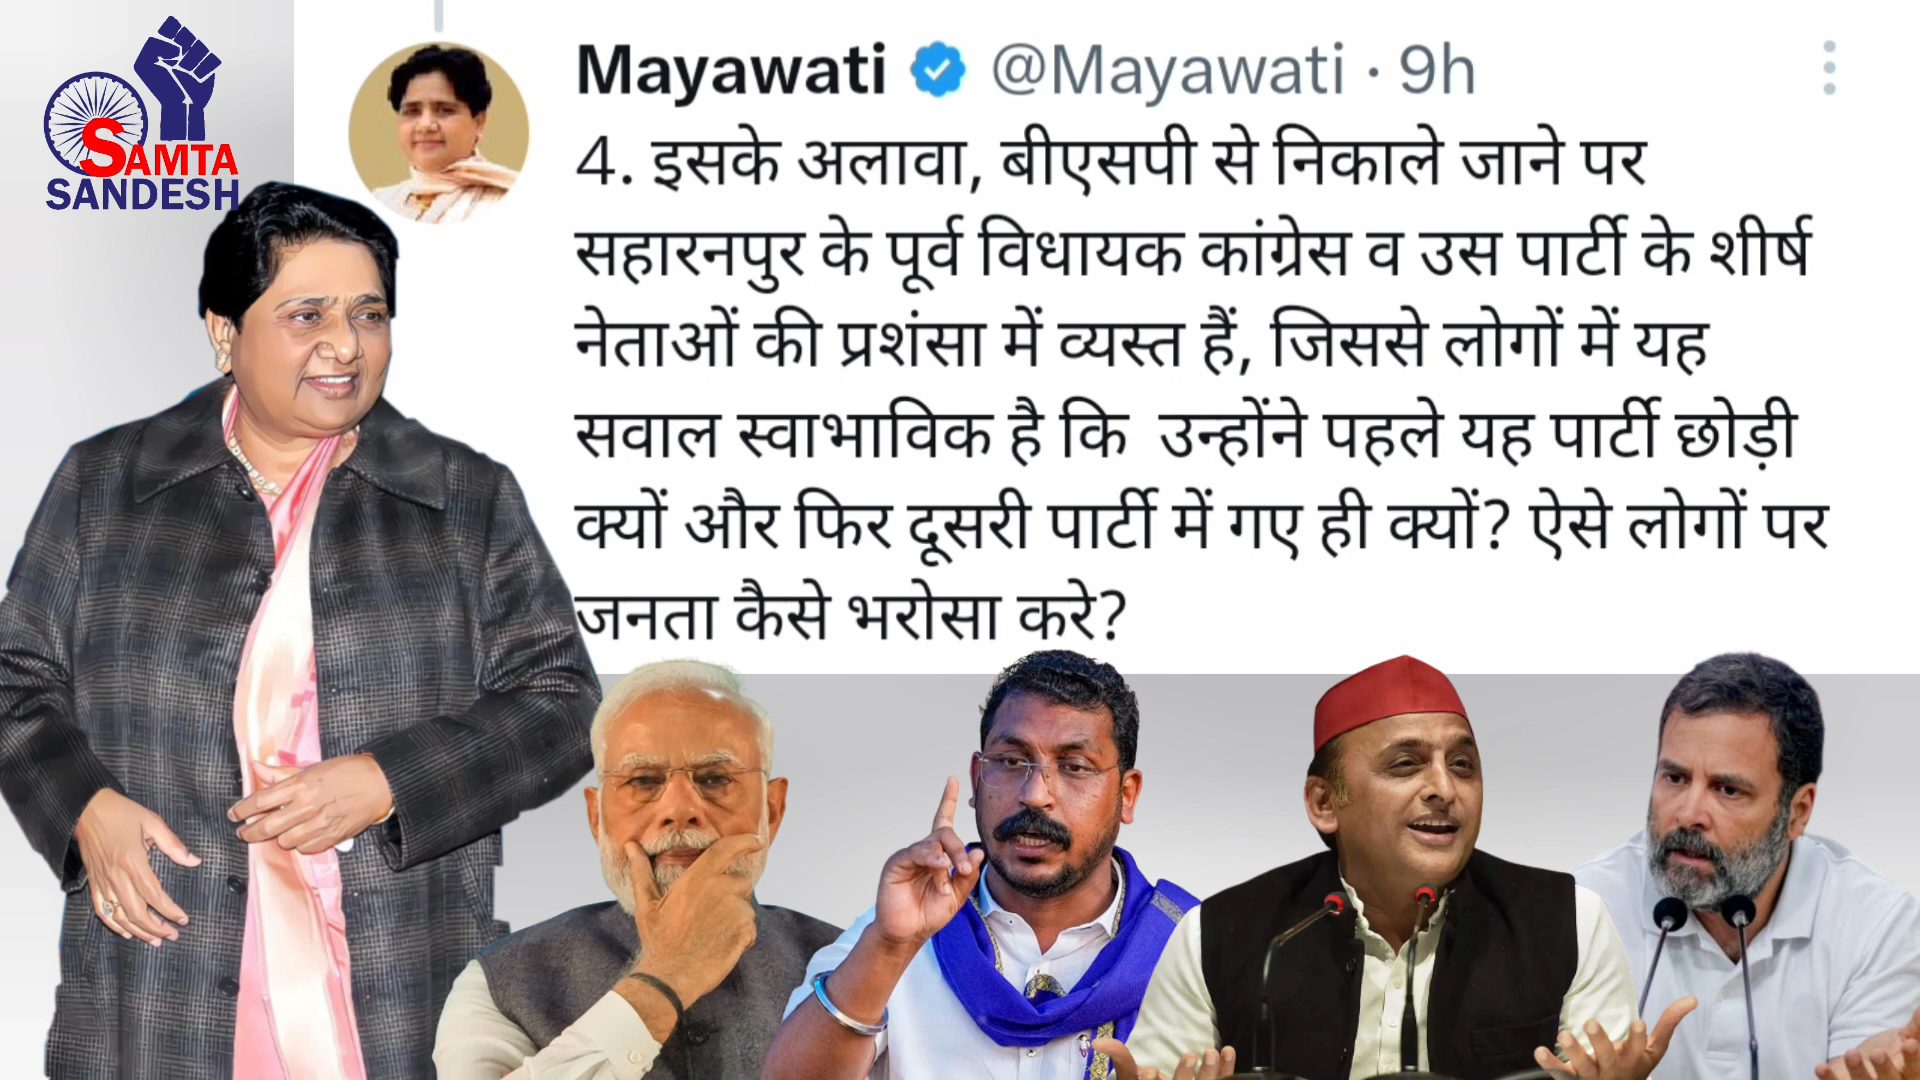 SAMTA
SANDESH
Mayawati @Mayawati · 9h
4. इसके अलावा, बीएसपी से निकाले जाने पर
सहारनपुर के पूर्व विधायक कांग्रेस व उस पार्टी के शीर्ष
नेताओं की प्रशंसा में व्यस्त हैं, जिससे लोगों में यह
सवाल स्वाभाविक है कि उन्होंने पहले यह पार्टी छोड़ी
क्यों और फिर दूसरी पार्टी में गए ही क्यों? ऐसे लोगों पर
जनता कैसे भरोसा करे?